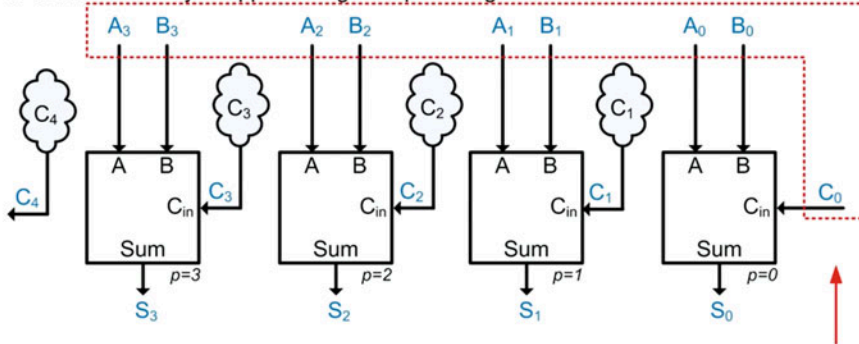 A3 B3 A2 B2 A1 B1 A0 B0
C4 C3 C2 C1
A B A B A B A B
C4 Cin C3 Cin C2 Cin C1 Cin C0
Sum Sum Sum Sum
p=3 p=2 p=1 p=0
S3 S2 S1 S0